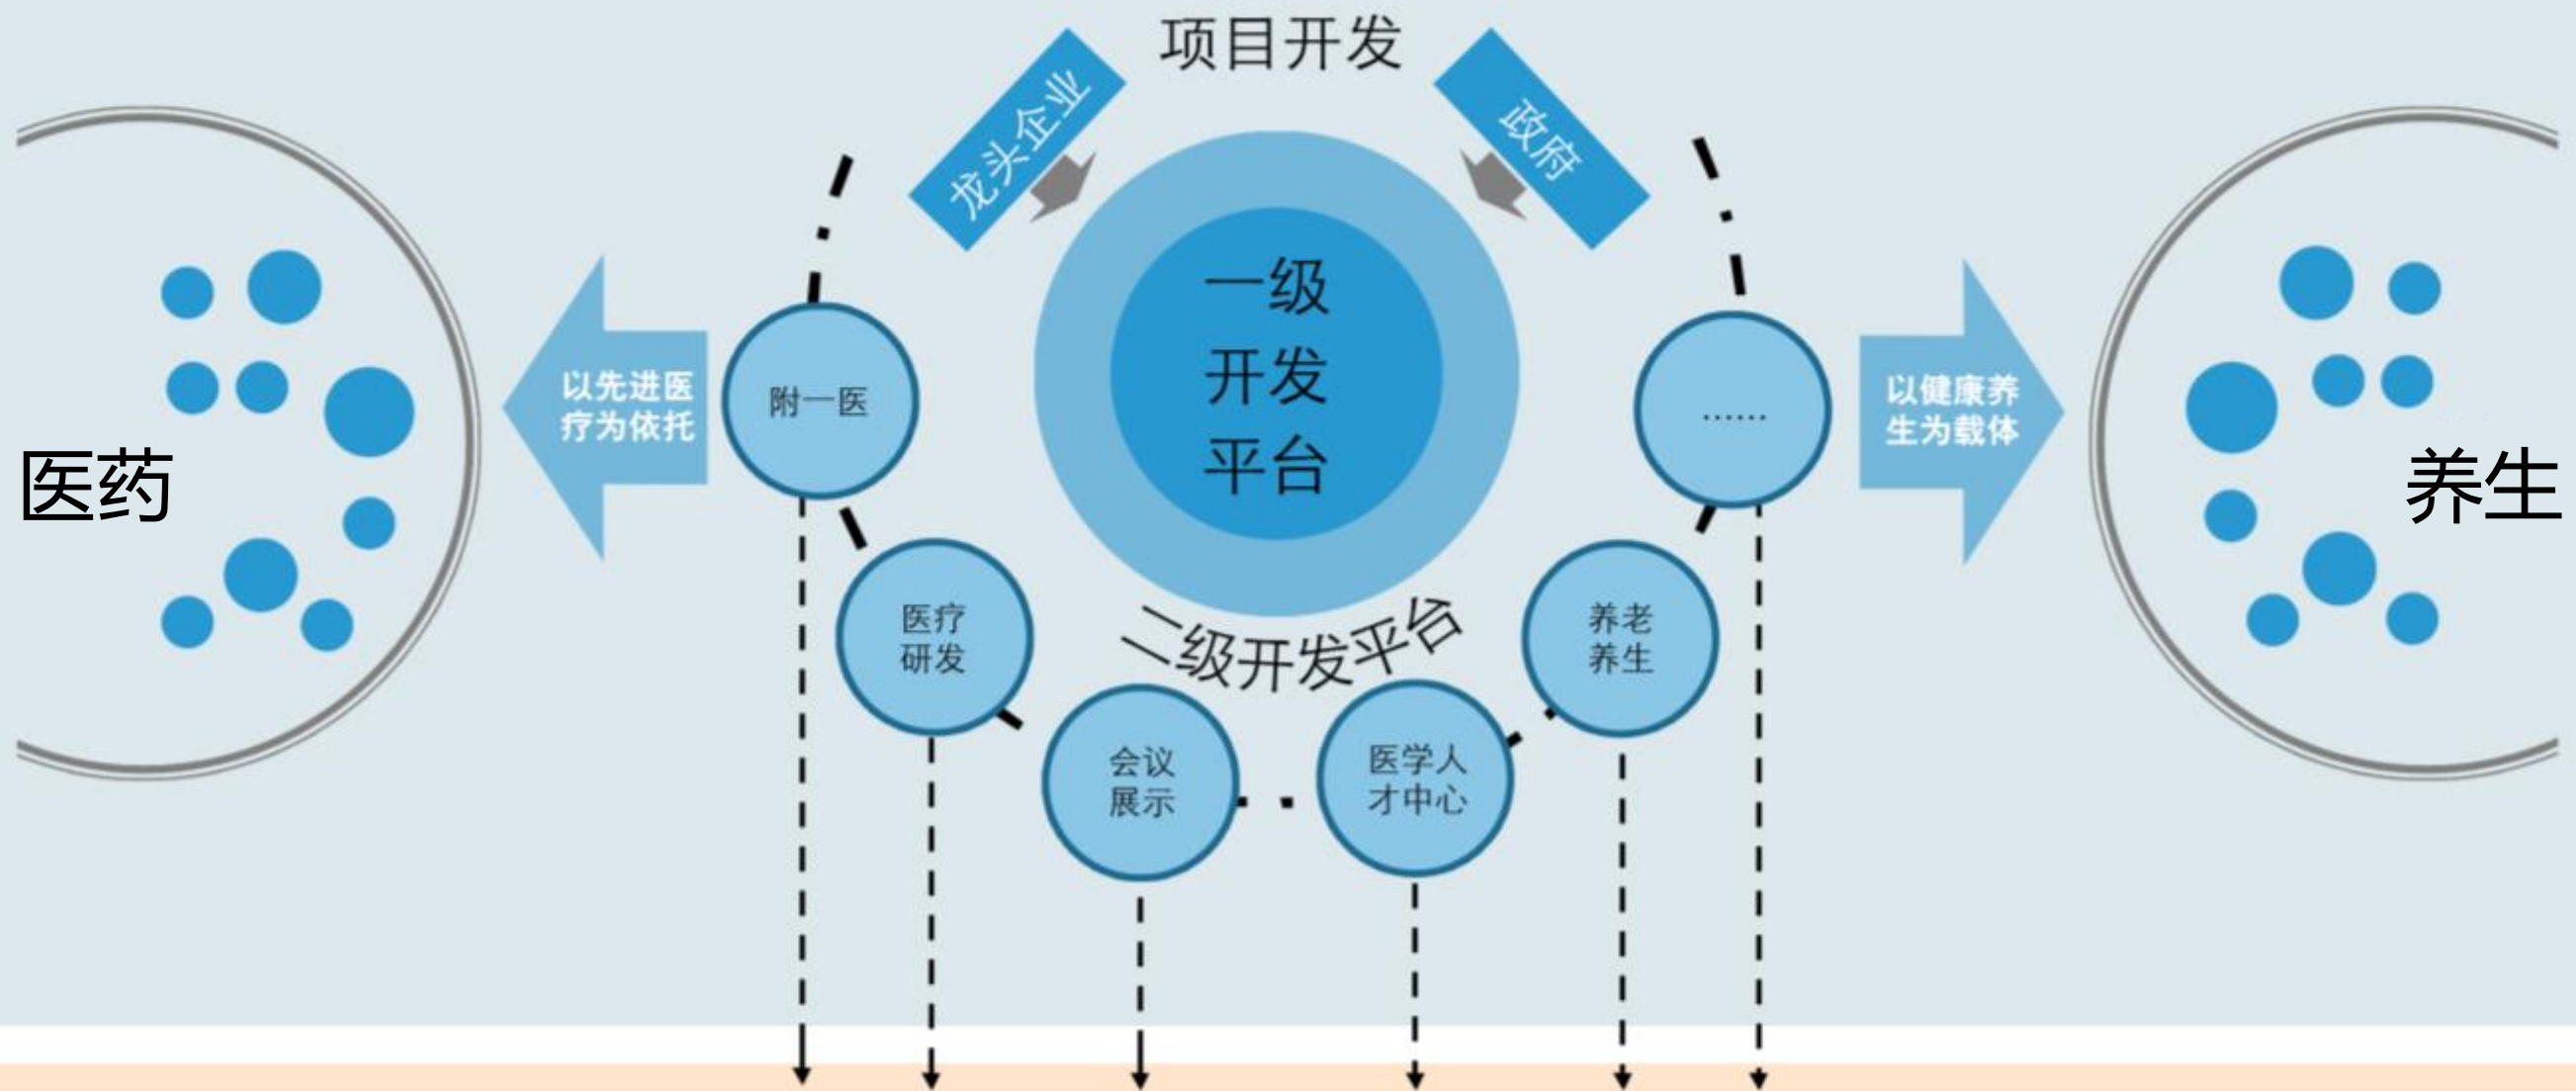 项目开发
龙头企业
政府
一级
开发
平台
以先进医
疗为依托
附一医
……
以健康养
生为载体
医药
养生
二级开发平台
医疗
研发
养老
养生
会议
展示
医学人
才中心